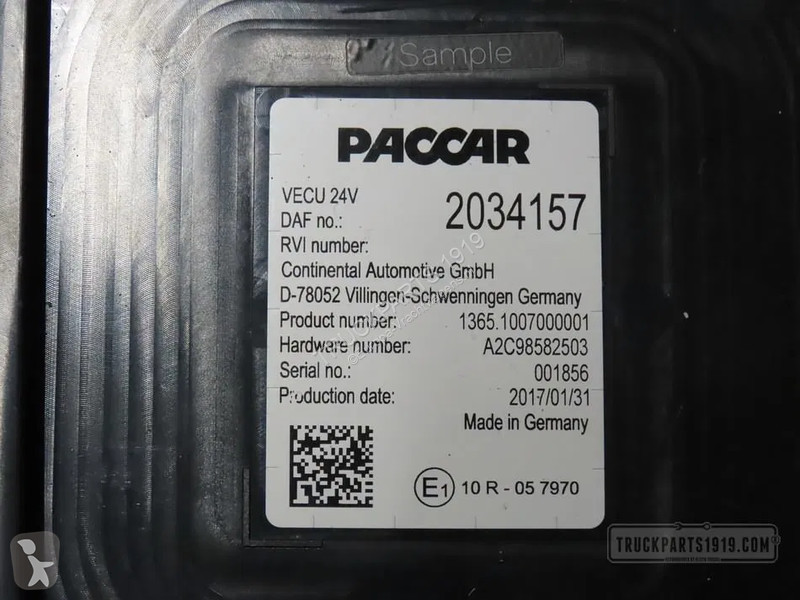 Sample
PACCAR
VECU 24V
DAF no.: 2034157
RVI number:
Continental Automotive GmbH
D-78052 Villingen-Schwenningen Germany
Product number: 1365.1007000001
Hardware number: A2C98582503
Serial no.: 001856
Production date: 2017/01/31
Made in Germany
E1 10 R - 05 7970
TRUCKPARTS 1919
TRUCKPARTS1919.COM